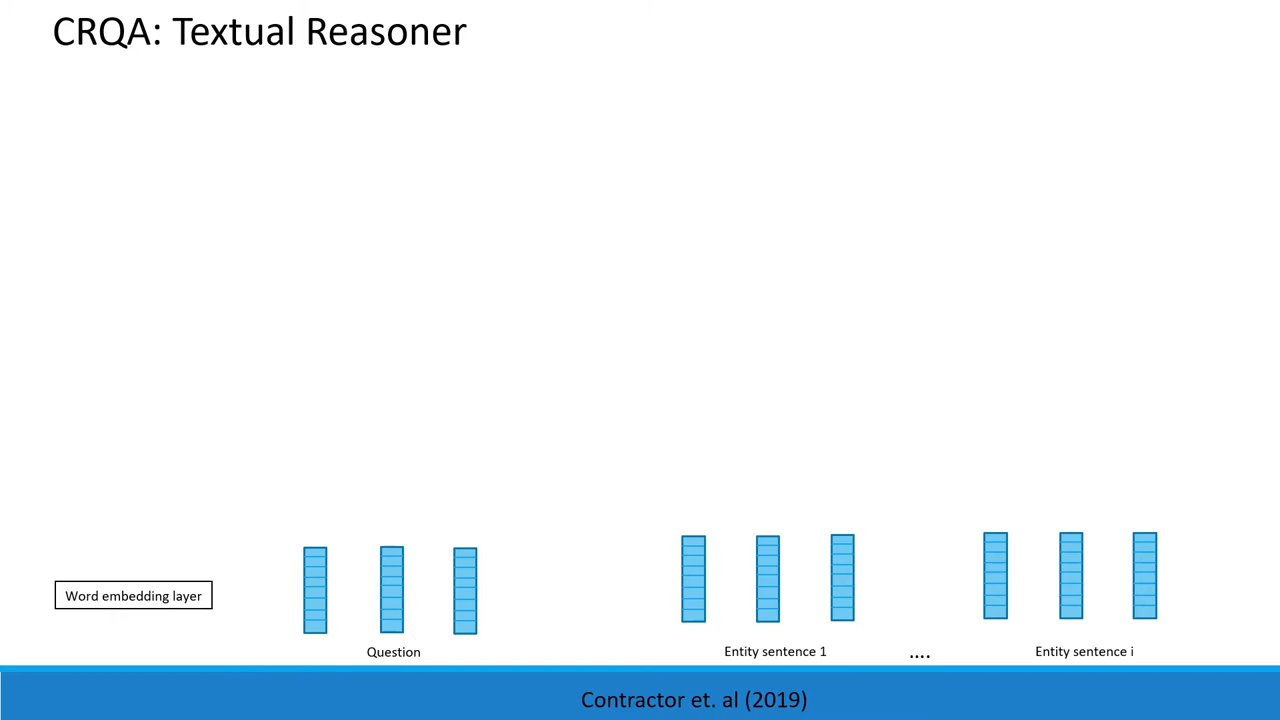 CRQA: Textual Reasoner
Word embedding layer
Question
Entity sentence 1
....
Entity sentence i
Contractor et. al (2019)